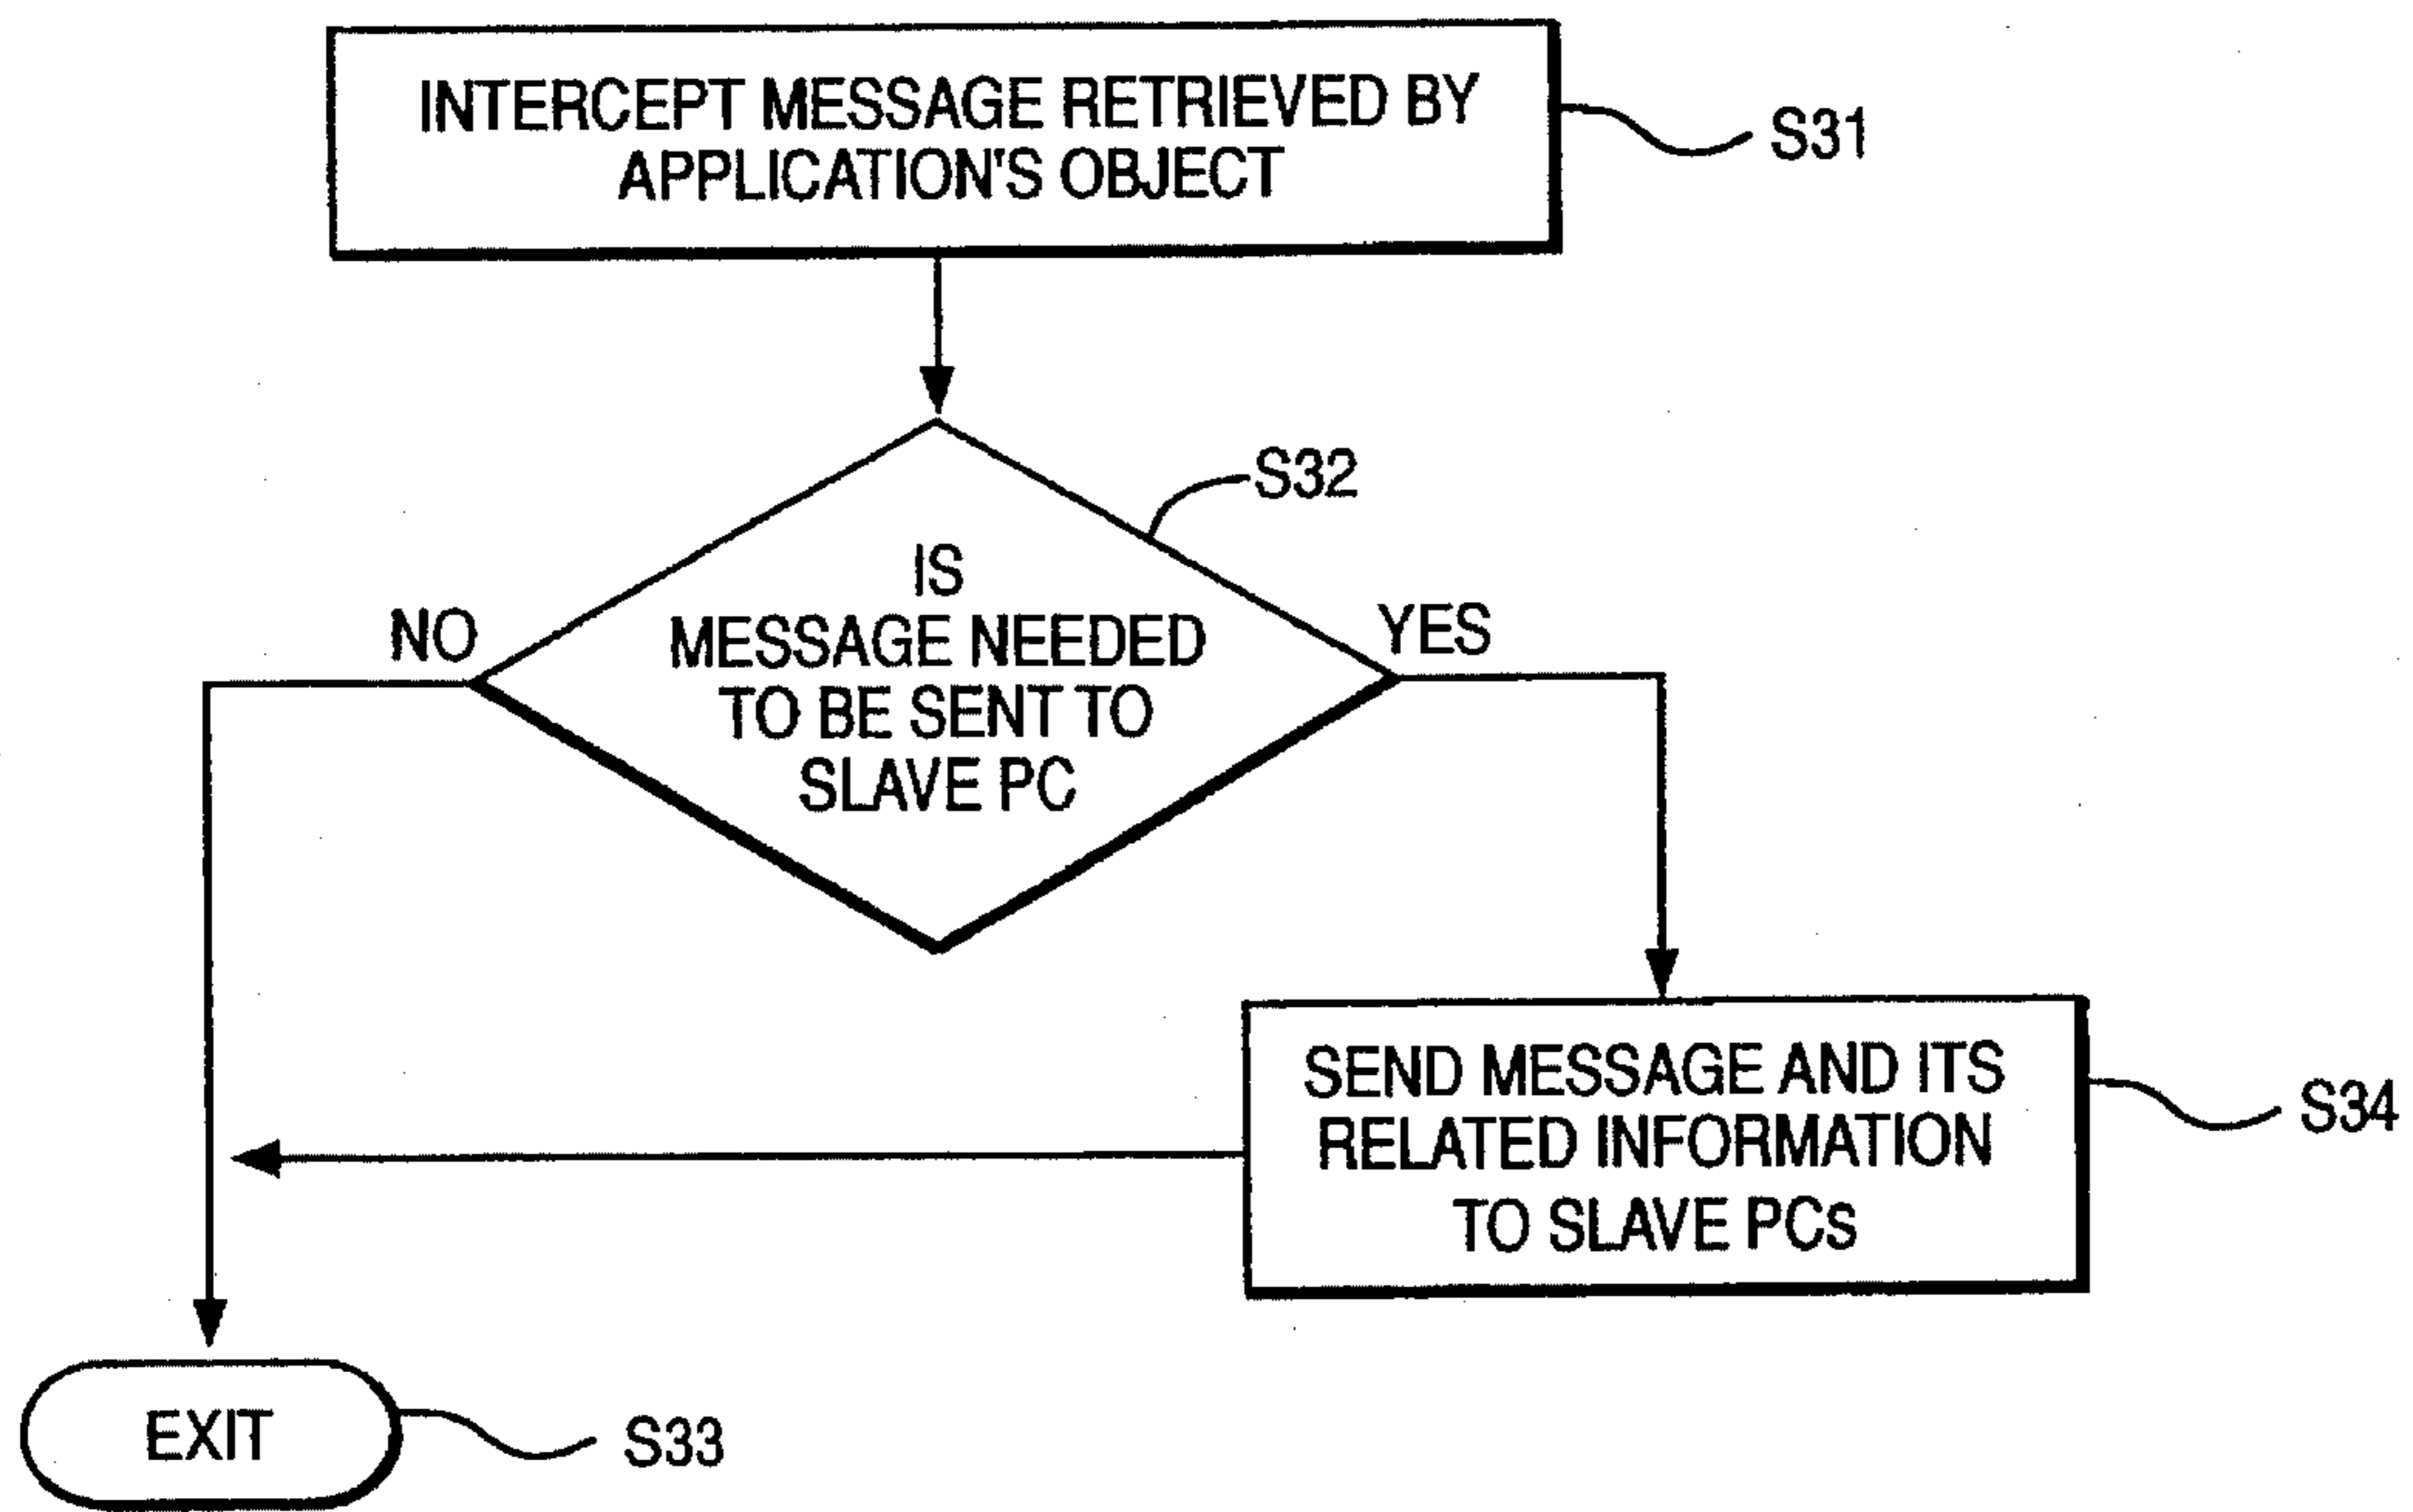 INTERCEPT MESSAGE RETRIEVED BY
APPLICATION'S OBJECT
S31
S32
IS
MESSAGE NEEDED
TO BE SENT TO
SLAVE PC
NO
YES
SEND MESSAGE AND ITS
RELATED INFORMATION
TO SLAVE PCs
S34
EXIT
S33